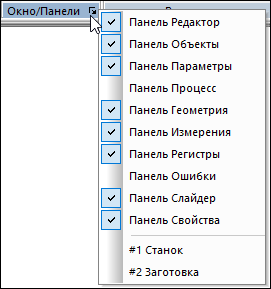 Окно/Панели
Панель Редактор
Панель Объекты
Панель Параметры
Панель Процесс
Панель Геометрия
Панель Измерения
Панель Регистры
Панель Ошибки
Панель Слайдер
Панель Свойства
#1 Станок
#2 Заготовка